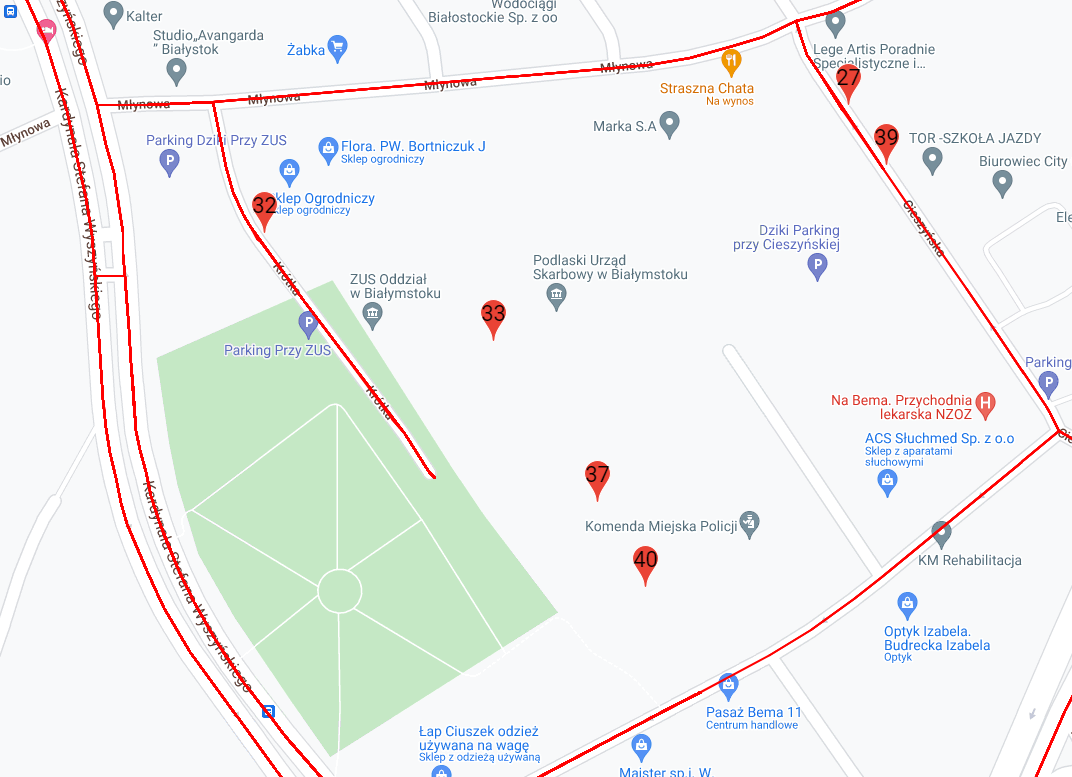 Kalter
Studio„Avangarda
" Białystok
Wodociągi
Białostockie Sp. z oo
Żabka
Straszna Chata
Na wynos
Lege Artis Poradnie
Specjalistyczne i...
27
Marka S.A
39
TOR -SZKOŁA JAZDY
Biurowiec City
Ele
io
Młynowa
Młynowa
Młynowa
Młynowa
Młynowa
Parking Dziki Przy ZUS
Flora. PW. Bortniczuk J
Sklep ogrodniczy
Sklep Ogrodniczy
Sklep ogrodniczy
32
Kardynała Stefana Wyszyńskiego
Krótka
Cieszyńska
Dziki Parking
przy Cieszyńskiej
Podlaski Urząd
Skarbowy w Białymstoku
ZUS Oddział
w Białymstoku
33
Parking Przy ZUS
Krótka
Parking
Na Bema. Przychodnia
lekarska NZOZ
H
ACS Słuchmed Sp. z o.o
Sklep z aparatami
słuchowymi
37
Komenda Miejska Policji
40
KM Rehabilitacja
Kardynała Stefana Wyszyńskiego
Optyk Izabela.
Budrecka Izabela
Optyk
Pasaż Bema 11
Centrum handlowe
Łap Ciuszek odzież
używana na wagę
Sklep z odzieżą używaną
Majster sp.j. W.